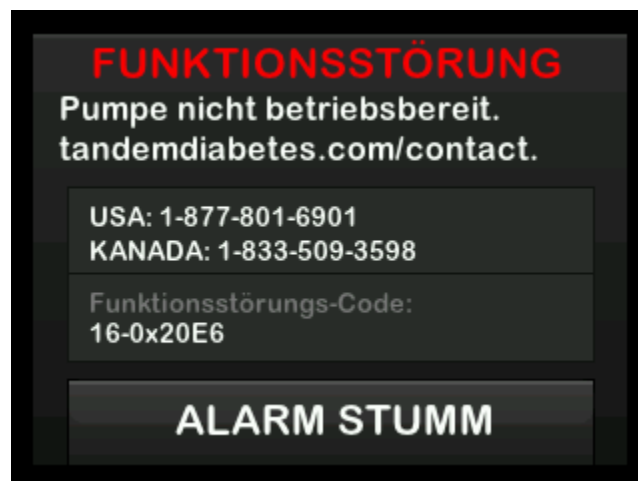 FUNKTIONSSTÖRUNG
Pumpe nicht betriebsbereit.
tandemdiabetes.com/contact.
USA: 1-877-801-6901
KANADA: 1-833-509-3598
Funktionsstörungs-Code:
16-0x20E6
ALARM STUMM